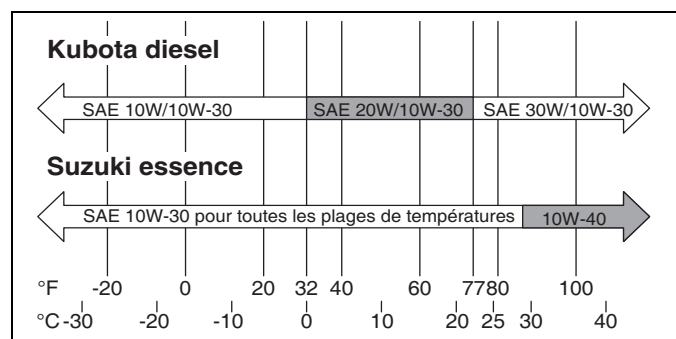 Kubota diesel
SAE 10W/10W-30 SAE 20W/10W-30 SAE 30W/10W-30
Suzuki essence
SAE 10W-30 pour toutes les plages de températures 10W-40
°F -20 0 20 32 40 60 77 80 100
°C -30 -20 -10 0 10 20 25 30 40